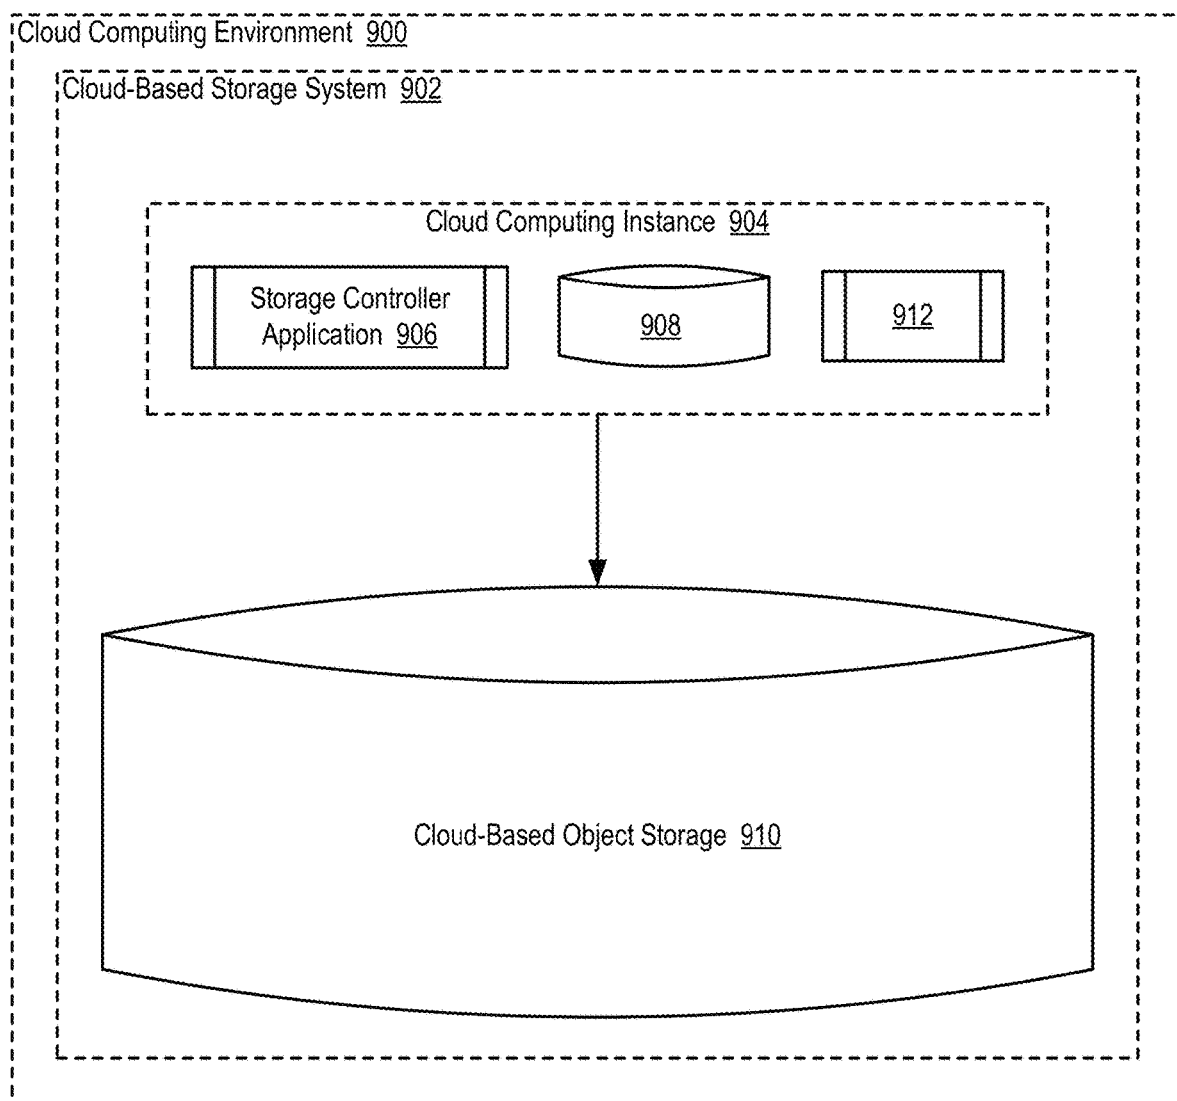 Cloud Computing Environment 900
Cloud-Based Storage System 902
Cloud Computing Instance 904
Storage Controller
Application 906
908
912
Cloud-Based Object Storage 910